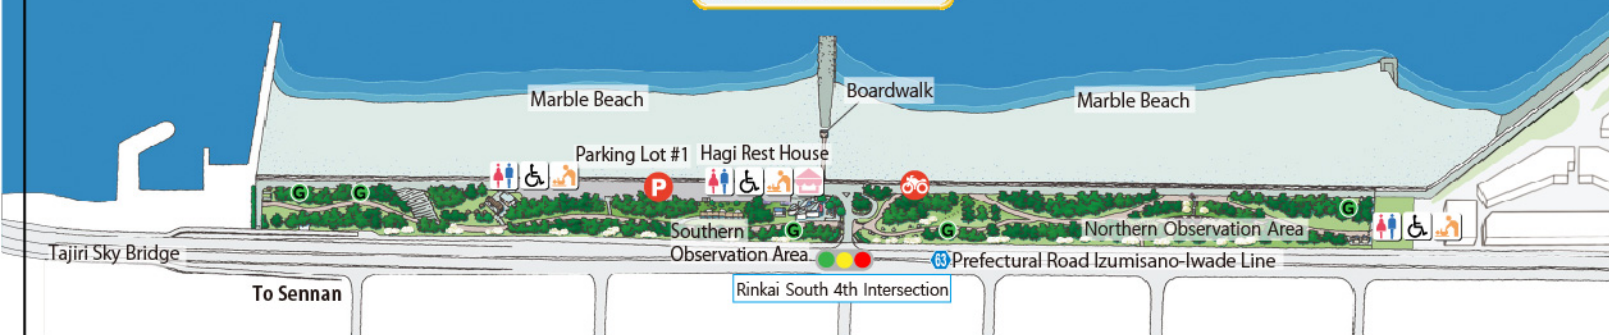 Boardwalk
Marble Beach
Marble Beach
Parking Lot #1
Hagi Rest House
P
G
G
G
Southern
Observation Area
G
G
Northern Observation Area
Tajiri Sky Bridge
63
Prefectural Road Izumisano-Iwade Line
To Sennan
Rinkai South 4th Intersection